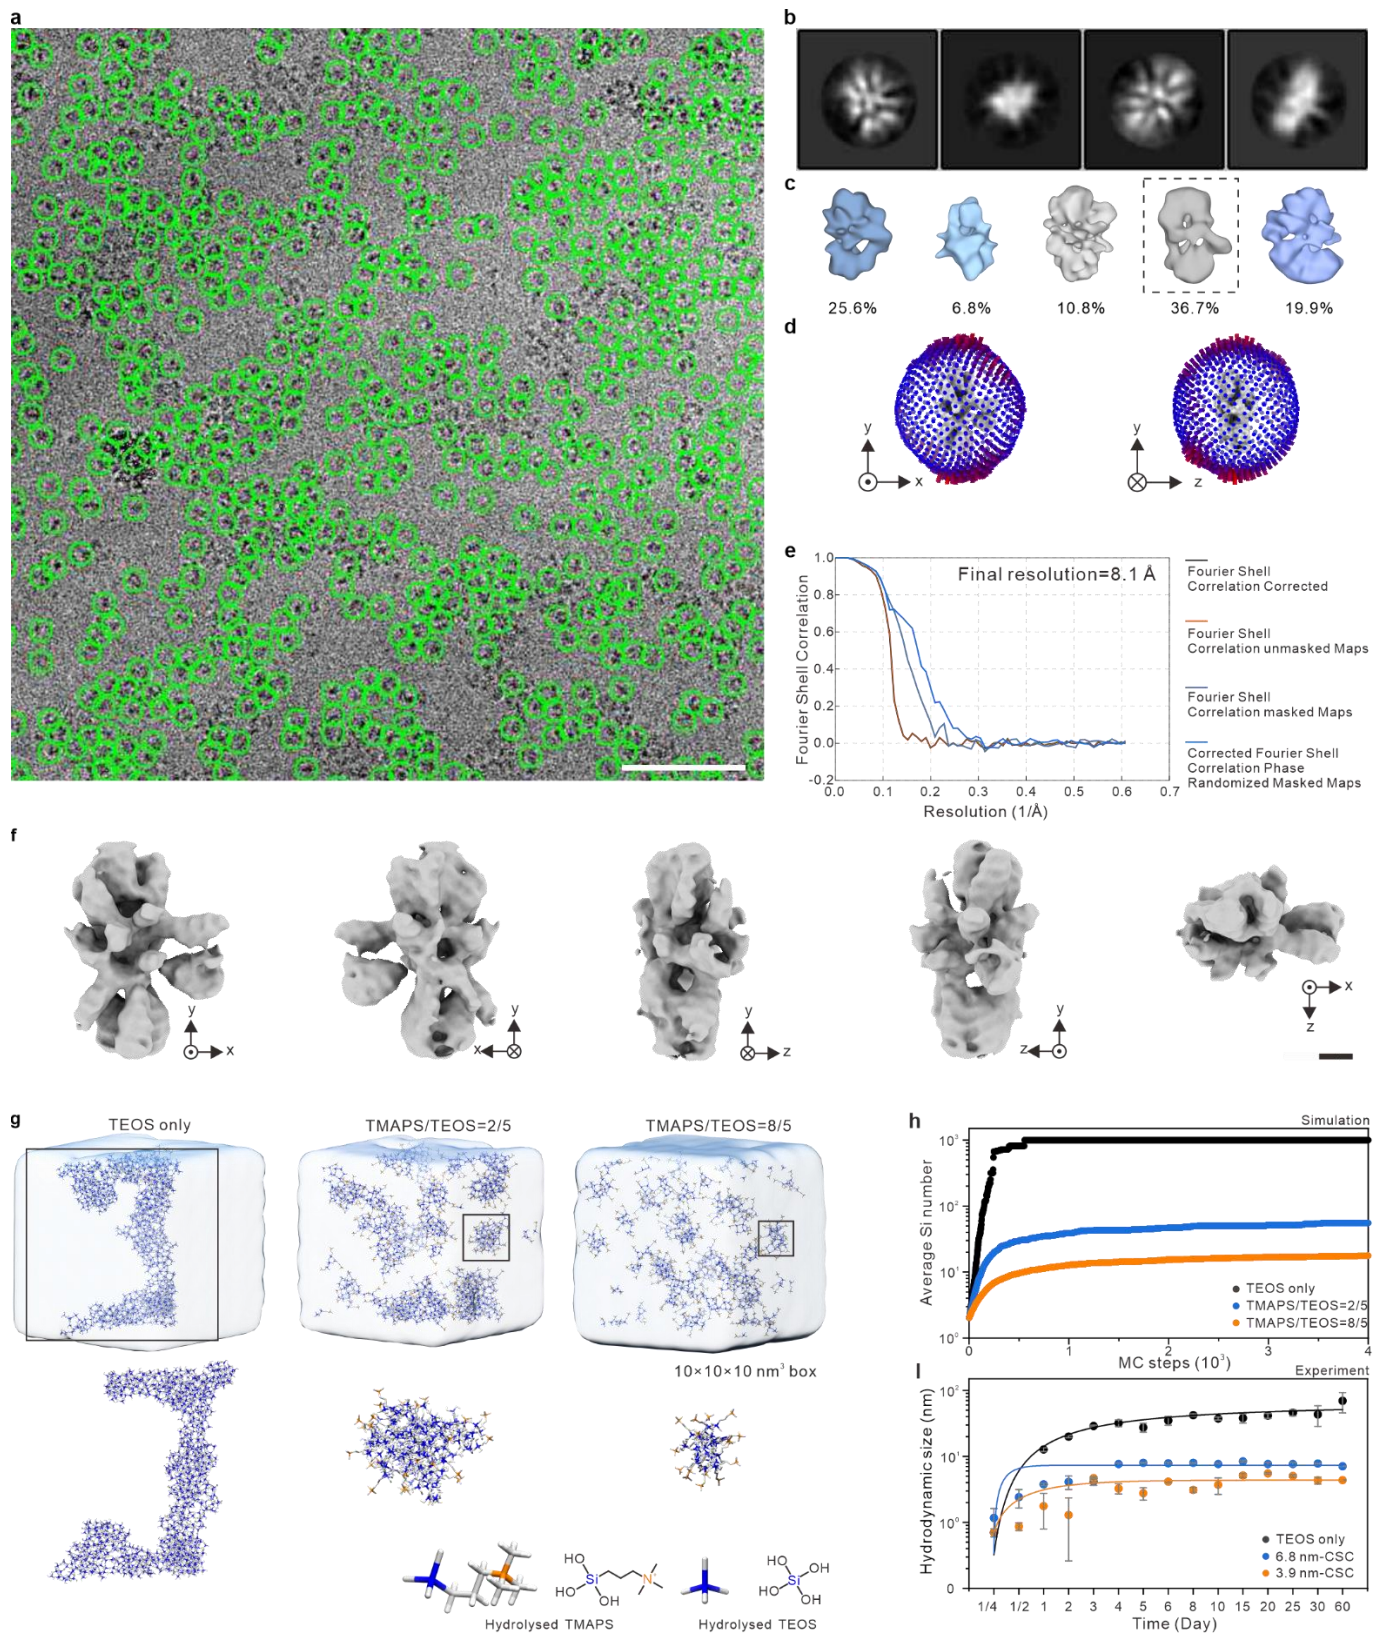 a
b
c
25.6%
6.8%
10.8%
36.7%
19.9%
d
y
x
y
z
e
Final resolution=8.1 Å
Fourier Shell Correlation
1.0
0.8
0.6
0.4
0.2
0.0
-0.2
0.0 0.1 0.2 0.3 0.4 0.5 0.6 0.7
Resolution (1/Å)
Fourier Shell
Correlation Corrected
Fourier Shell
Correlation unmasked Maps
Fourier Shell
Correlation masked Maps
Corrected Fourier Shell
Correlation Phase
Randomized Masked Maps
f
y
x
y
x
y
z
y
z
x
z
g
TEOS only
TMAPS/TEOS=2/5
TMAPS/TEOS=8/5
10×10×10 nm³ box
HO
HO
Si
OH
N⁺
Hydrolysed TMAPS
OH
HO
Si
HO
OH
Hydrolysed TEOS
h
Simulation
Average Si number
10³
10²
10¹
10⁰
TEOS only
TMAPS/TEOS=2/5
TMAPS/TEOS=8/5
0 1 2 3 4
MC steps (10³)
I
Experiment
Hydrodynamic size (nm)
10²
10¹
10⁰
0
TEOS only
6.8 nm-CSC
3.9 nm-CSC
1/4 1/2 1 2 3 4 5 6 8 10 15 20 25 30 60
Time (Day)